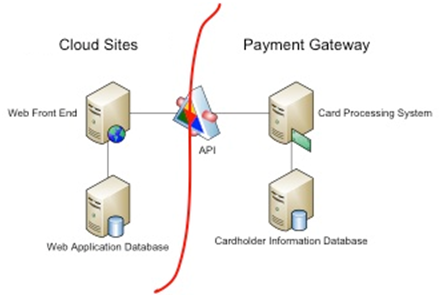 Cloud Sites
Payment Gateway
Web Front End
Card Processing System
API
Web Application Database
Cardholder Information Database